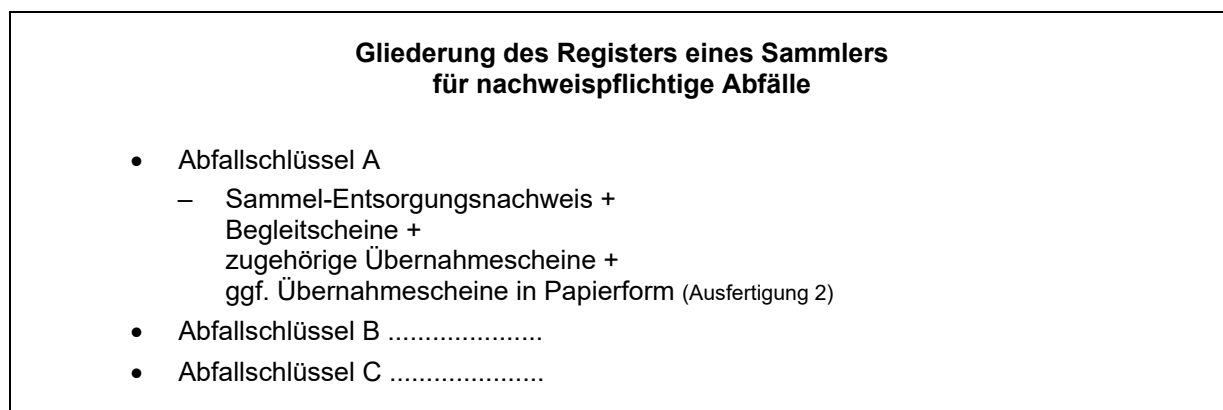 Gliederung des Registers eines Sammlers
für nachweispflichtige Abfälle
• Abfallschlüssel A
– Sammel-Entsorgungsnachweis +
Begleitscheine +
zugehörige Übernahmescheine +
ggf. Übernahmescheine in Papierform (Ausfertigung 2)
• Abfallschlüssel B .....................
• Abfallschlüssel C .....................